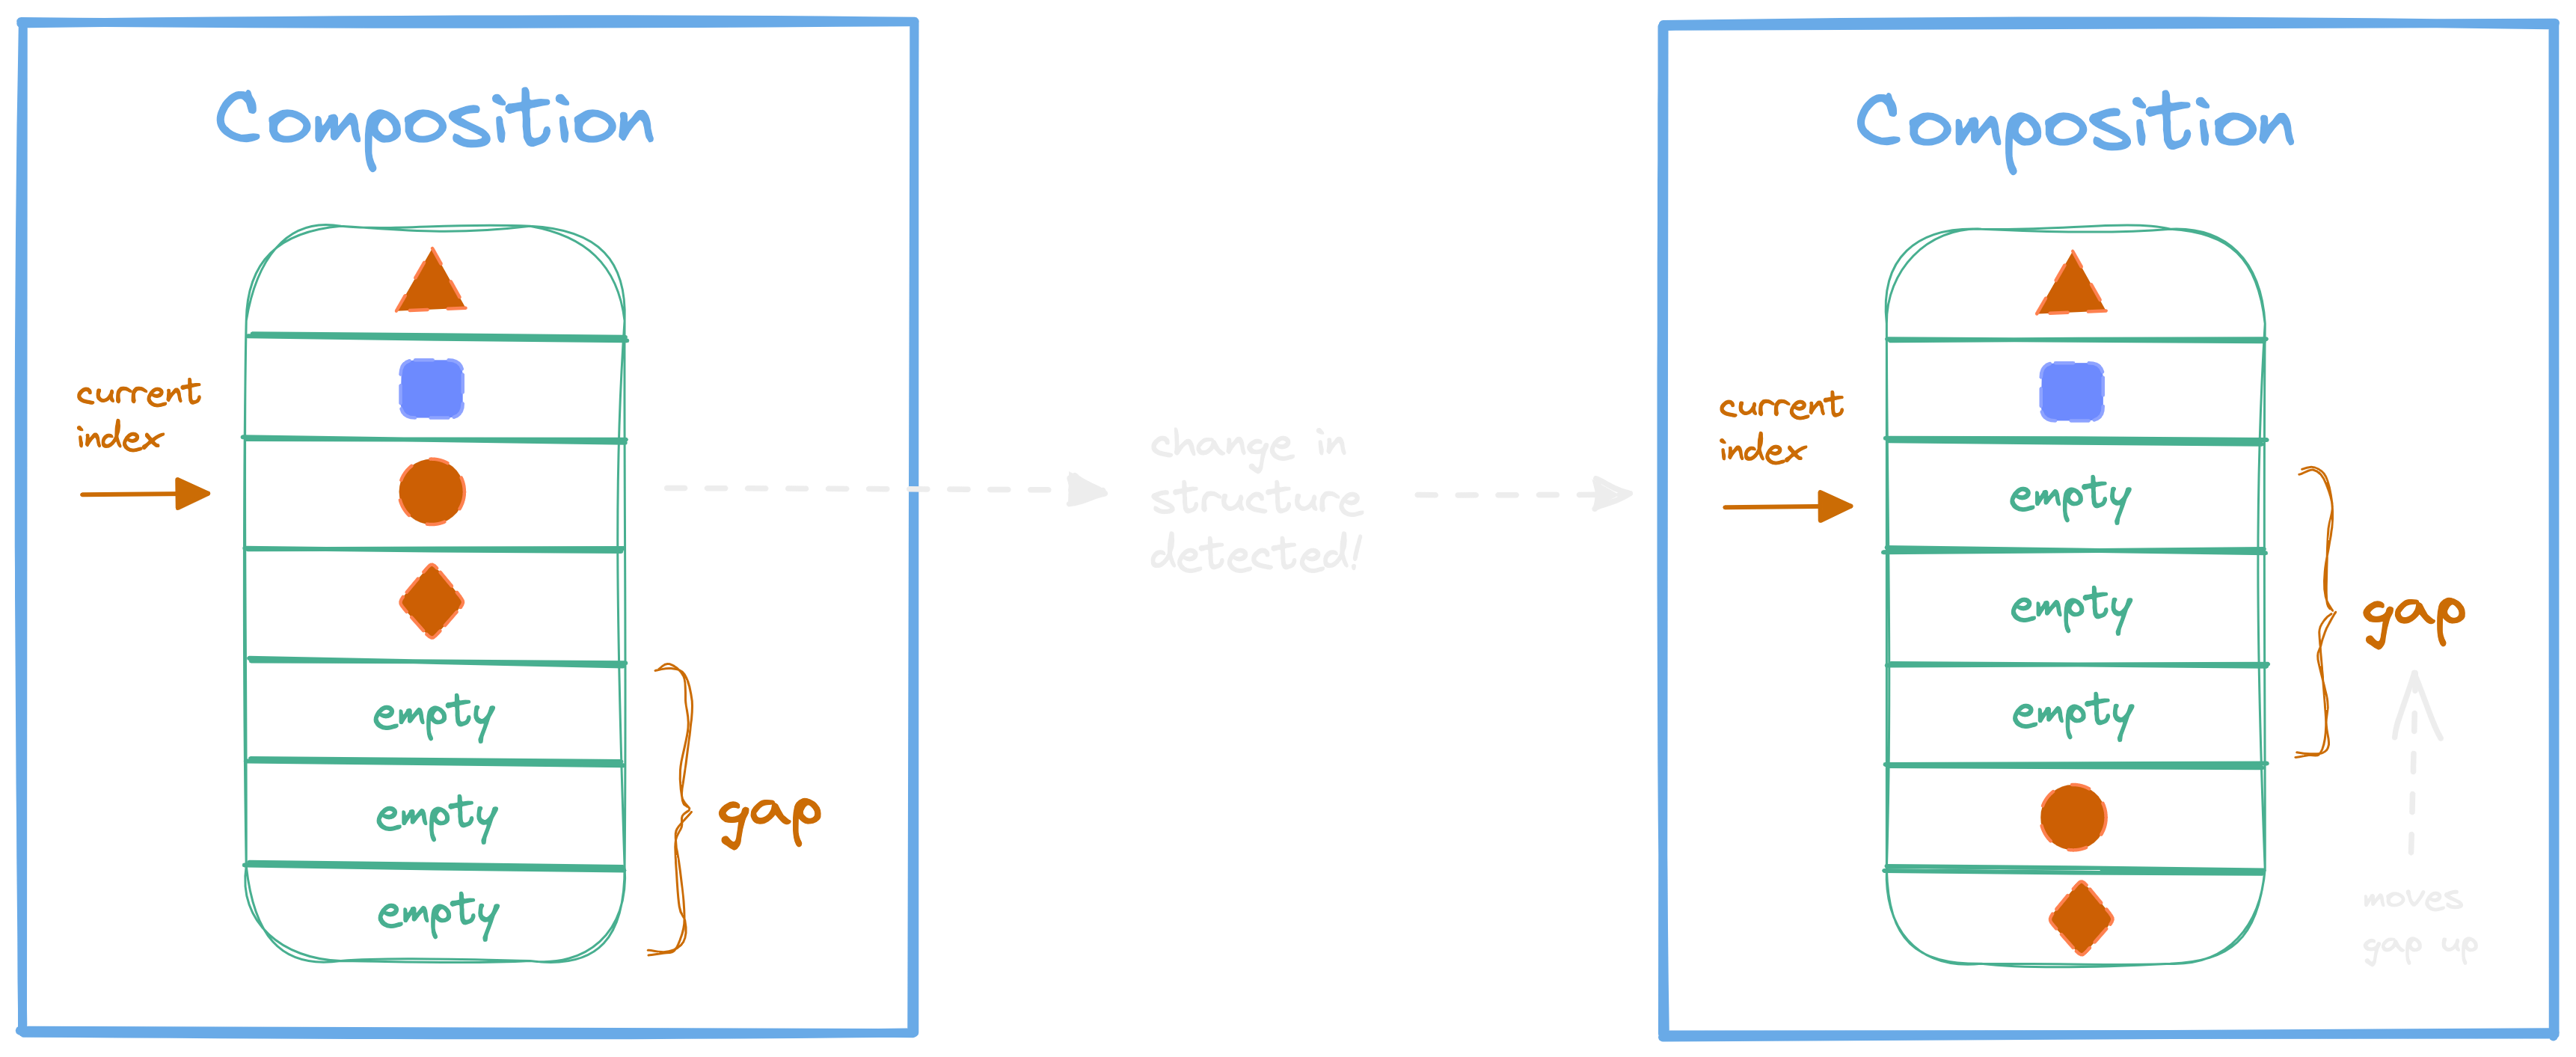 Composition
current
index
empty
empty
empty
gap
change in
structure
detected!
Composition
current
index
empty
empty
empty
gap
moves
gap up